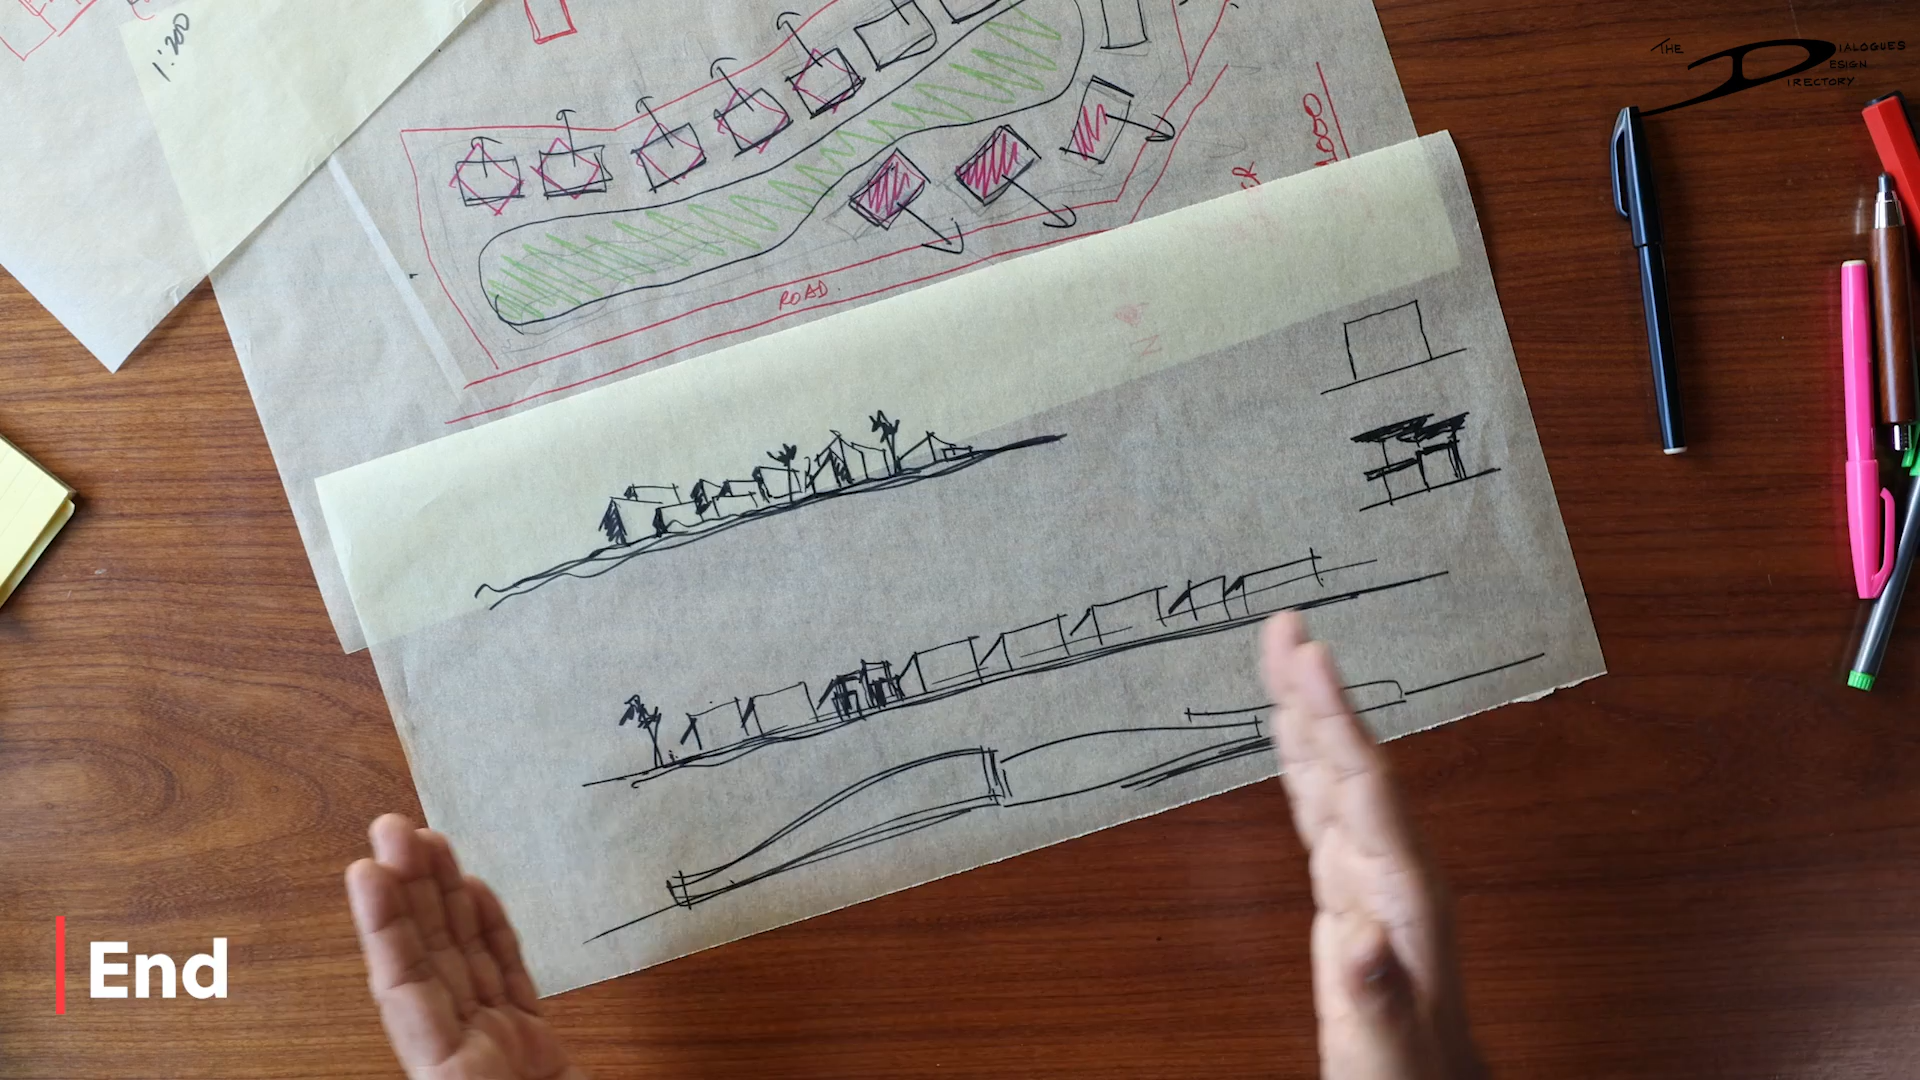 1:200
THE DIALOGUES
DESIGN
DIRECTORY
ROAD.
N
End